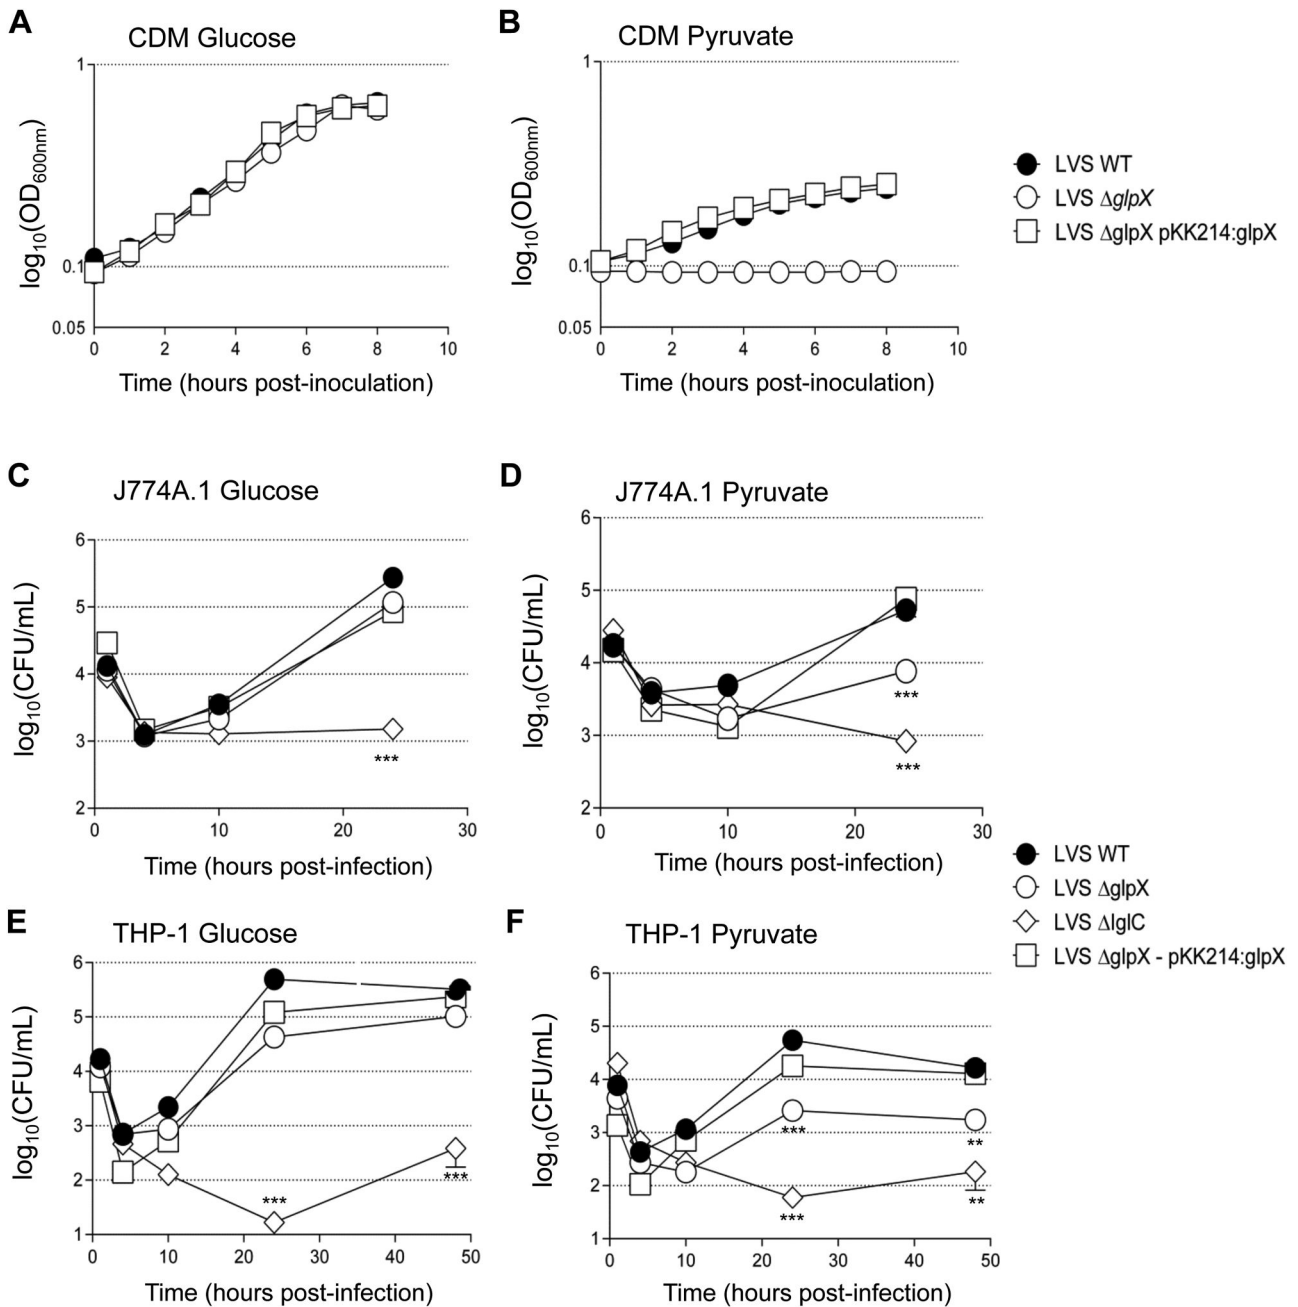 A
CDM Glucose
1
0.1
0.05
log10(OD600nm)
0 2 4 6 8 10
Time (hours post-inoculation)
B
CDM Pyruvate
1
0.1
0.05
log10(OD600nm)
0 2 4 6 8 10
Time (hours post-inoculation)
LVS WT
LVS ΔglpX
LVS ΔglpX pKK214:glpX
C
J774A.1 Glucose
6
5
4
3
2
log10(CFU/mL)
***
0 10 20 30
Time (hours post-infection)
D
J774A.1 Pyruvate
6
5
4
3
2
log10(CFU/mL)
***
***
0 10 20 30
Time (hours post-infection)
LVS WT
LVS ΔglpX
LVS ΔIglC
LVS ΔglpX - pKK214:glpX
E
THP-1 Glucose
6
5
4
3
2
1
log10(CFU/mL)
***
***
0 10 20 30 40 50
Time (hours post-infection)
F
THP-1 Pyruvate
6
5
4
3
2
1
log10(CFU/mL)
***
**
***
**
0 10 20 30 40 50
Time (hours post-infection)